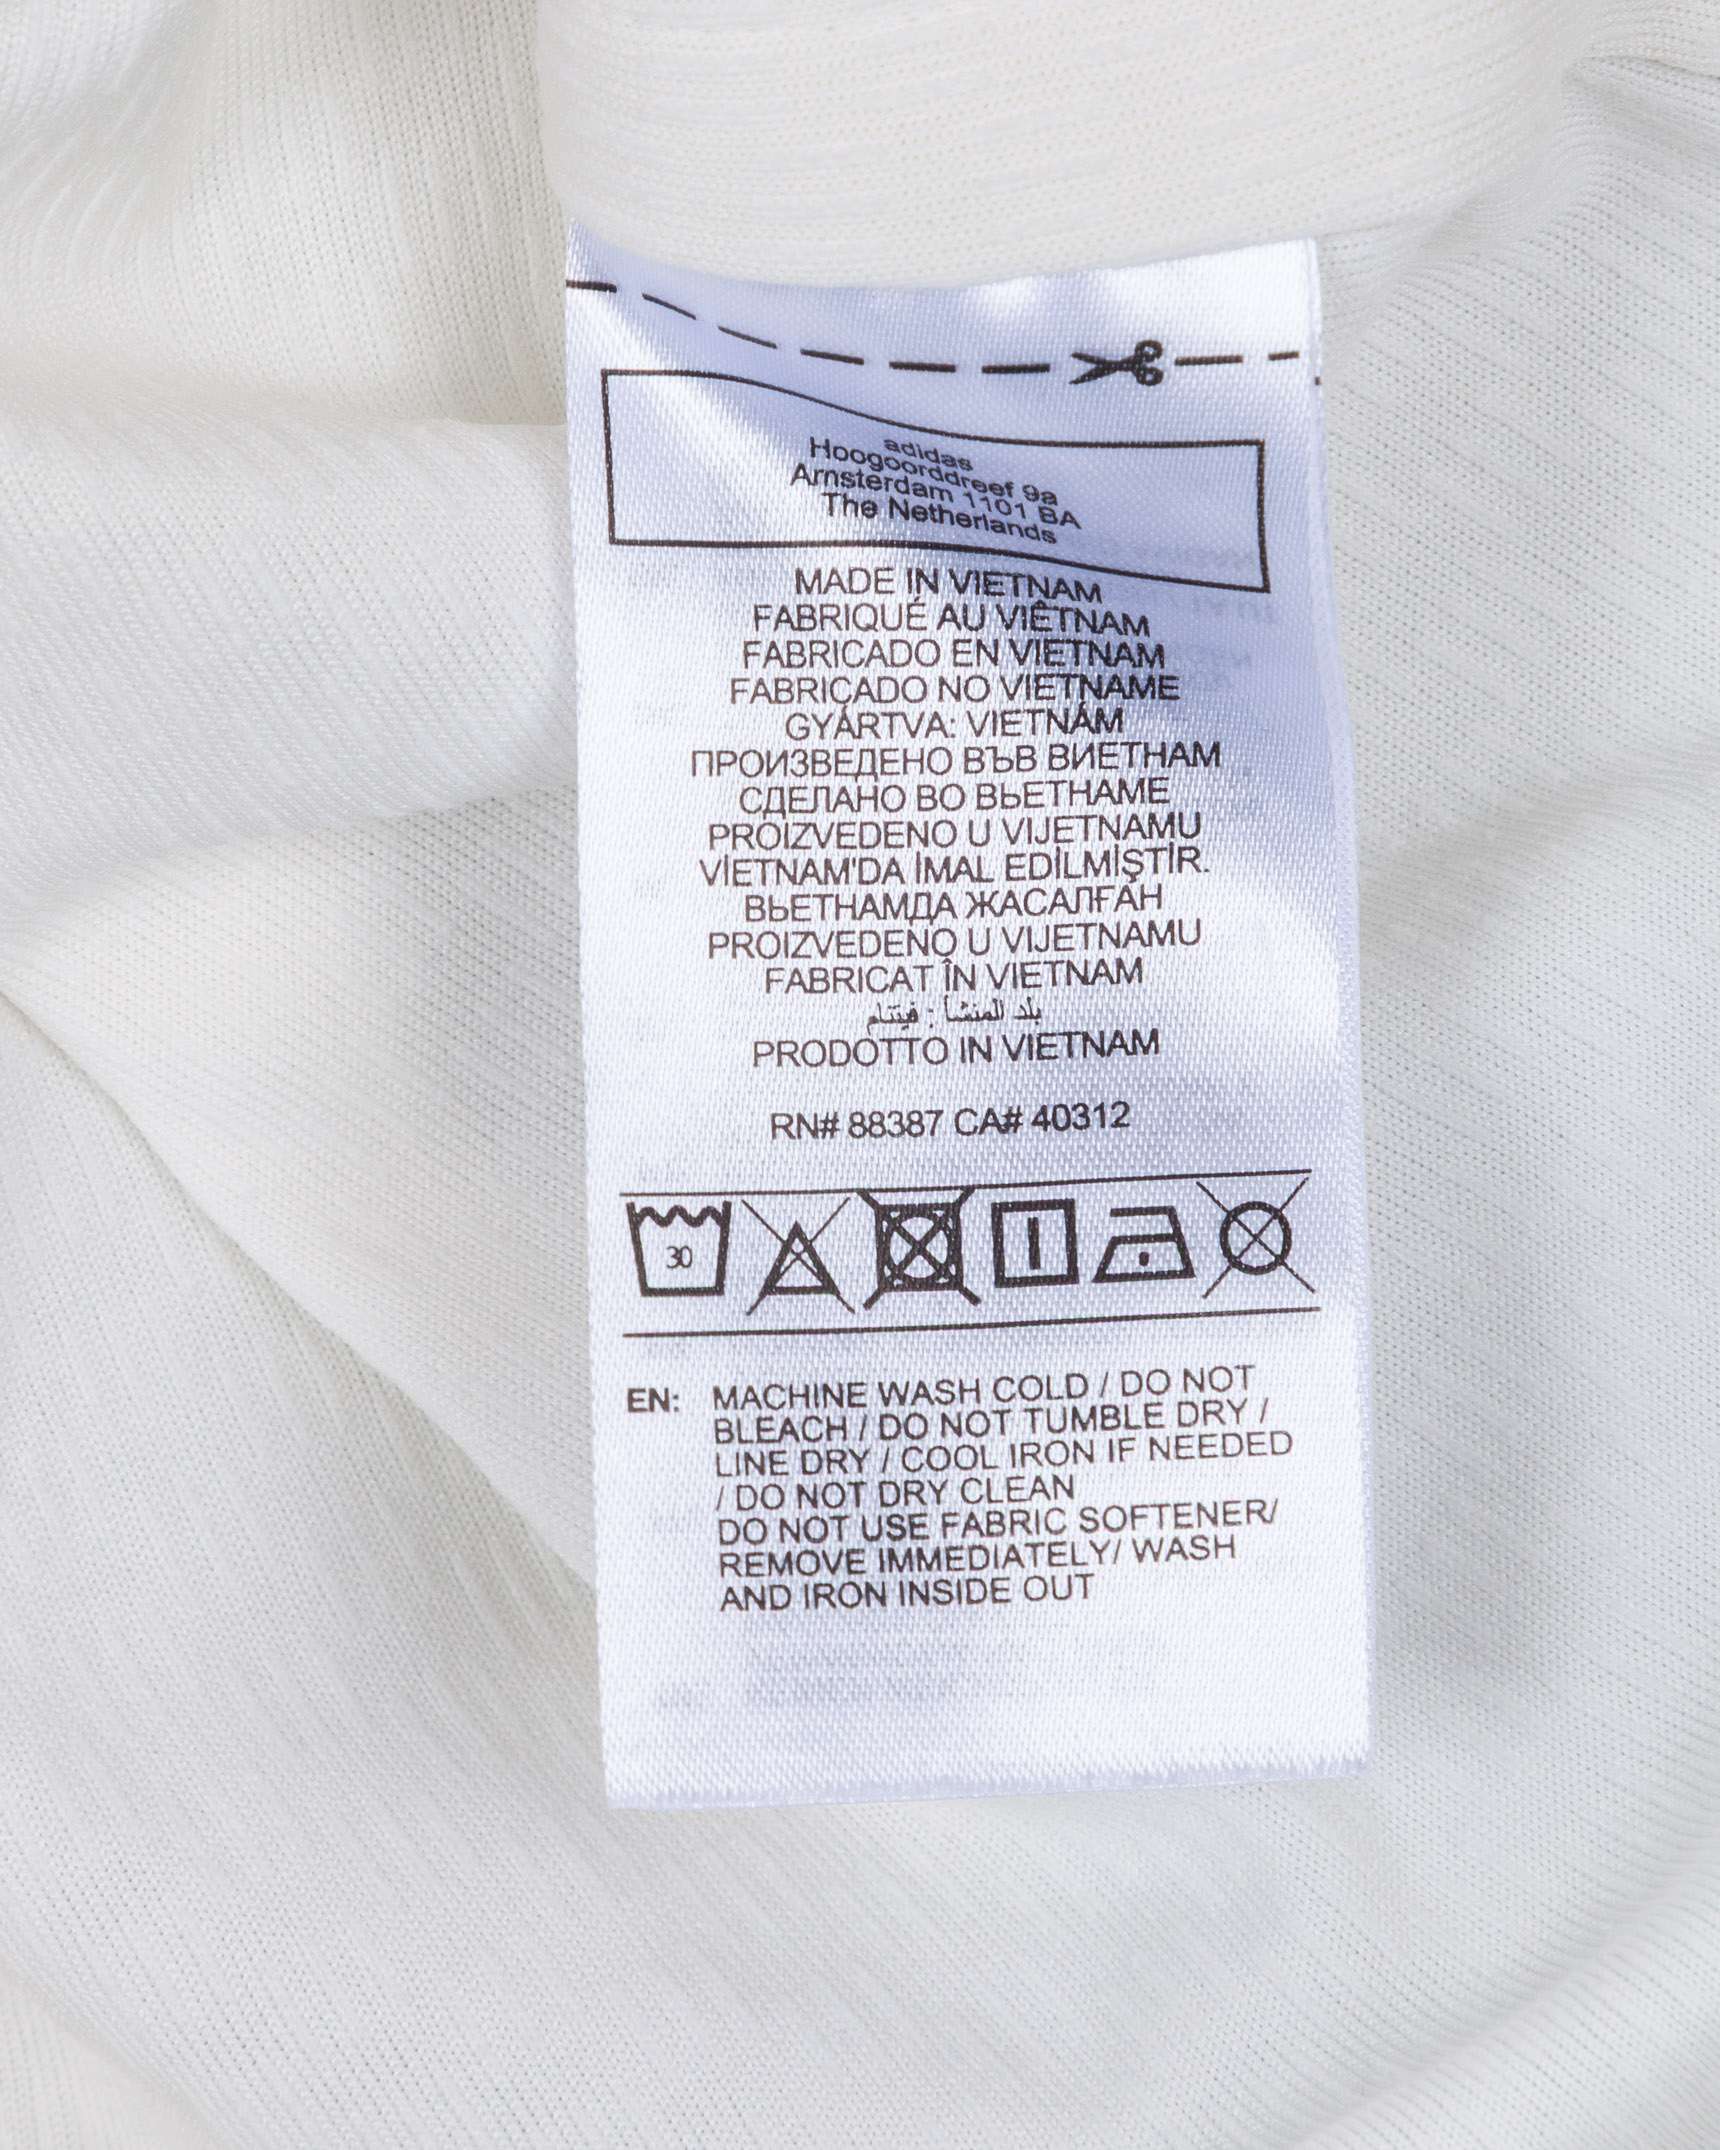 adidas
Hoogoorddreef 9a
Amsterdam 1101 BA
The Netherlands
MADE IN VIETNAM
FABRIQUÉ AU VIÊTNAM
FABRICADO EN VIETNAM
FABRICADO NO VIETNAME
GYÁRTVA: VIETNÁM
ПРОИЗВЕДЕНО ВЪВ ВИЕТНАМ
СДЕЛАНО ВО ВЬЕТНАМЕ
PROIZVEDENO U VIJETNAMU
VİETNAM'DA İMAL EDİLMİŞTİR.
ВЬЕТНАМДА ЖАСАЛҒАН
PROIZVEDENO U VIJETNAMU
FABRICAT ÎN VIETNAM
بلد المنشأ : فيتنام
PRODOTTO IN VIETNAM
RN# 88387 CA# 40312
30
EN: MACHINE WASH COLD / DO NOT
BLEACH / DO NOT TUMBLE DRY /
LINE DRY / COOL IRON IF NEEDED
/ DO NOT DRY CLEAN
DO NOT USE FABRIC SOFTENER/
REMOVE IMMEDIATELY/ WASH
AND IRON INSIDE OUT